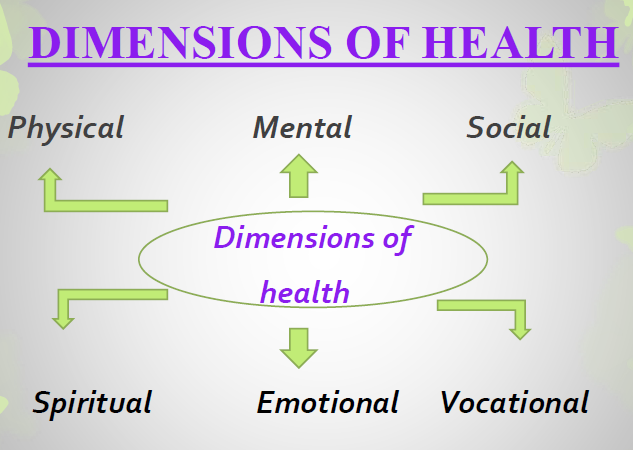 DIMENSIONS OF HEALTH
Physical
Mental
Social
Dimensions of
health
Spiritual
Emotional
Vocational